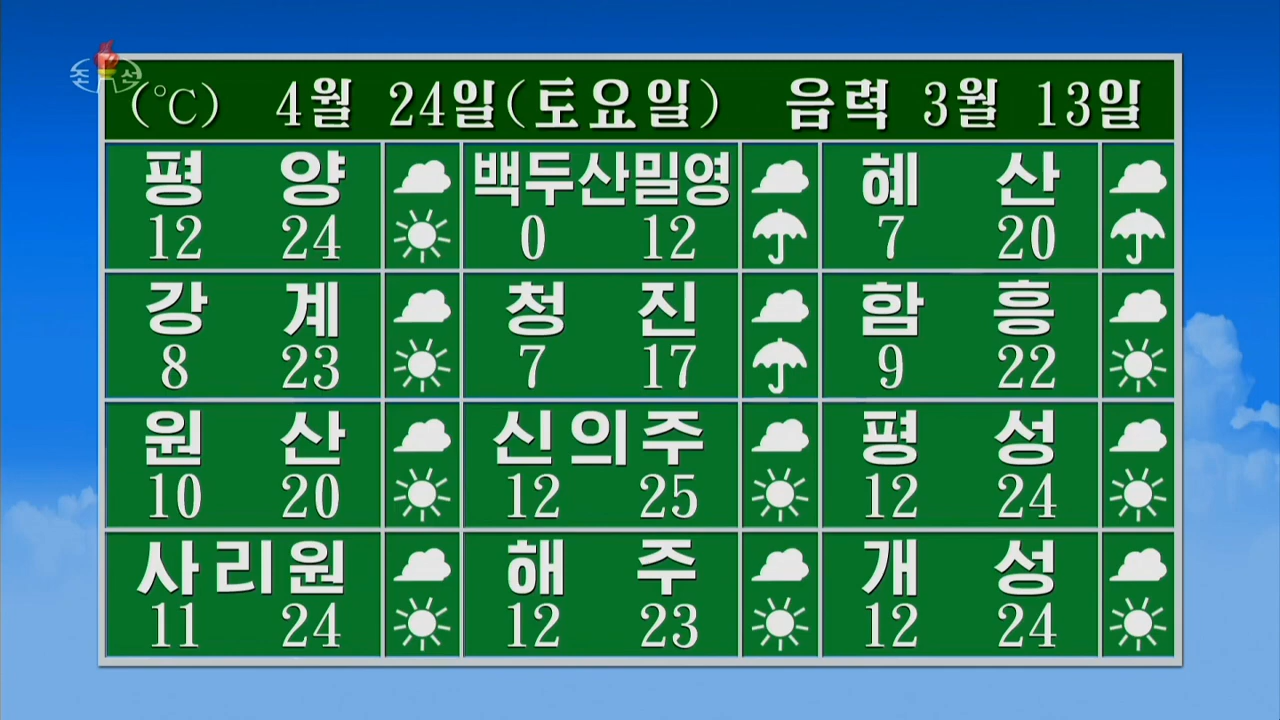 조선
(℃) 4월 24일(토요일) 음력 3월 13일
평양 백두산밀영 혜산
12 24 0 12 7 20
강계 청진 함흥
8 23 7 17 9 22
원산 신의주 평성
10 20 12 25 12 24
사리원 해주 개성
11 24 12 23 12 24